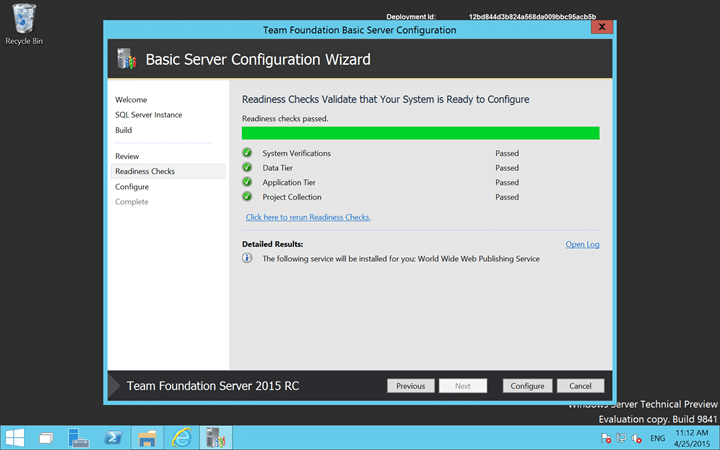 Recycle Bin
Deployment Id: 12bd844d3b824a568da009bbc95acb5b
Team Foundation Basic Server Configuration
Basic Server Configuration Wizard
Welcome
SQL Server Instance
Build
Review
Readiness Checks
Configure
Complete
Readiness Checks Validate that Your System is Ready to Configure
Readiness checks passed.
System Verifications Passed
Data Tier Passed
Application Tier Passed
Project Collection Passed
Click here to rerun Readiness Checks.
Detailed Results: Open Log
The following service will be installed for you: World Wide Web Publishing Service
Team Foundation Server 2015 RC
Previous Next Configure Cancel
Windows Server Technical Preview
Evaluation copy. Build 9841
ENG
11:12 AM
4/25/2015